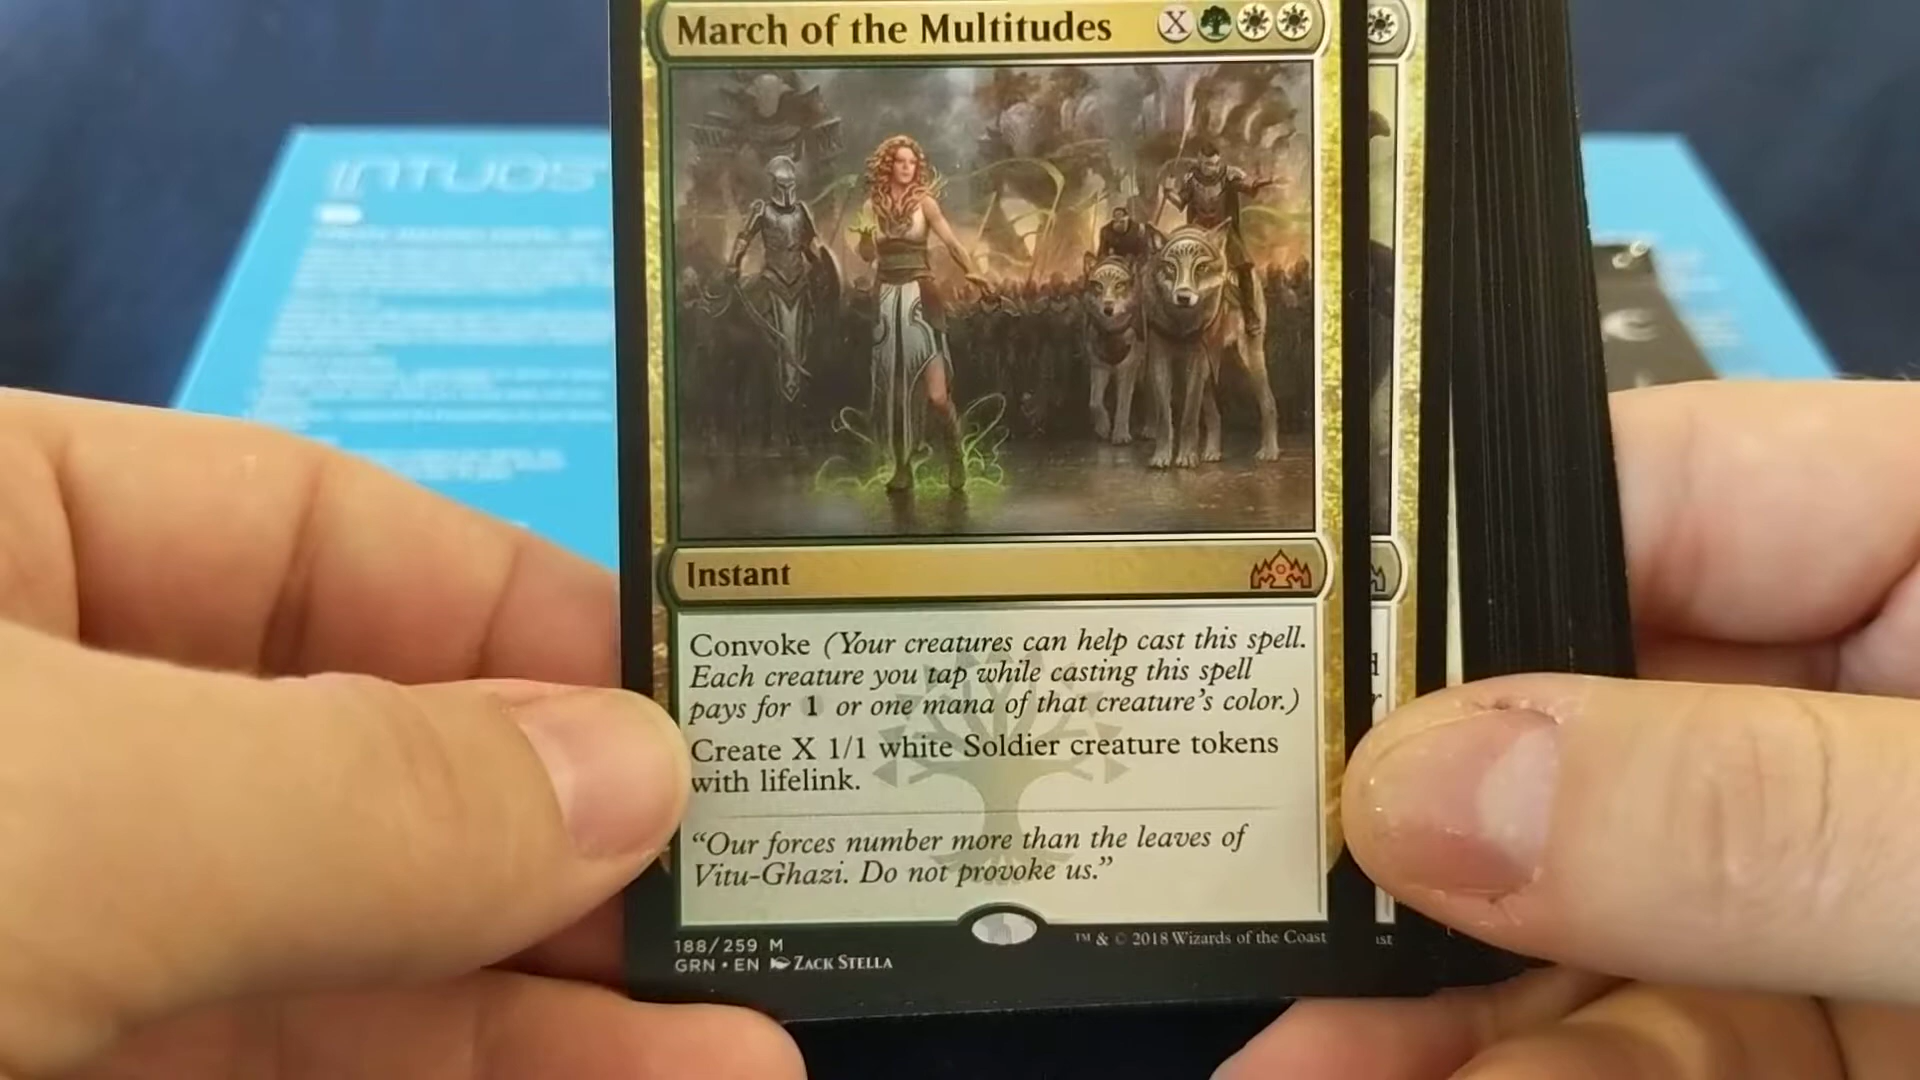 March of the Multitudes X
INTUOS
Instant
Convoke (Your creatures can help cast this spell.
Each creature you tap while casting this spell
pays for 1 or one mana of that creature's color.)
Create X 1/1 white Soldier creature tokens
with lifelink.
“Our forces number more than the leaves of
Vitu-Ghazi. Do not provoke us.”
188/259 M
GRN • EN ZACK STELLA
™ & © 2018 Wizards of the Coast
ist